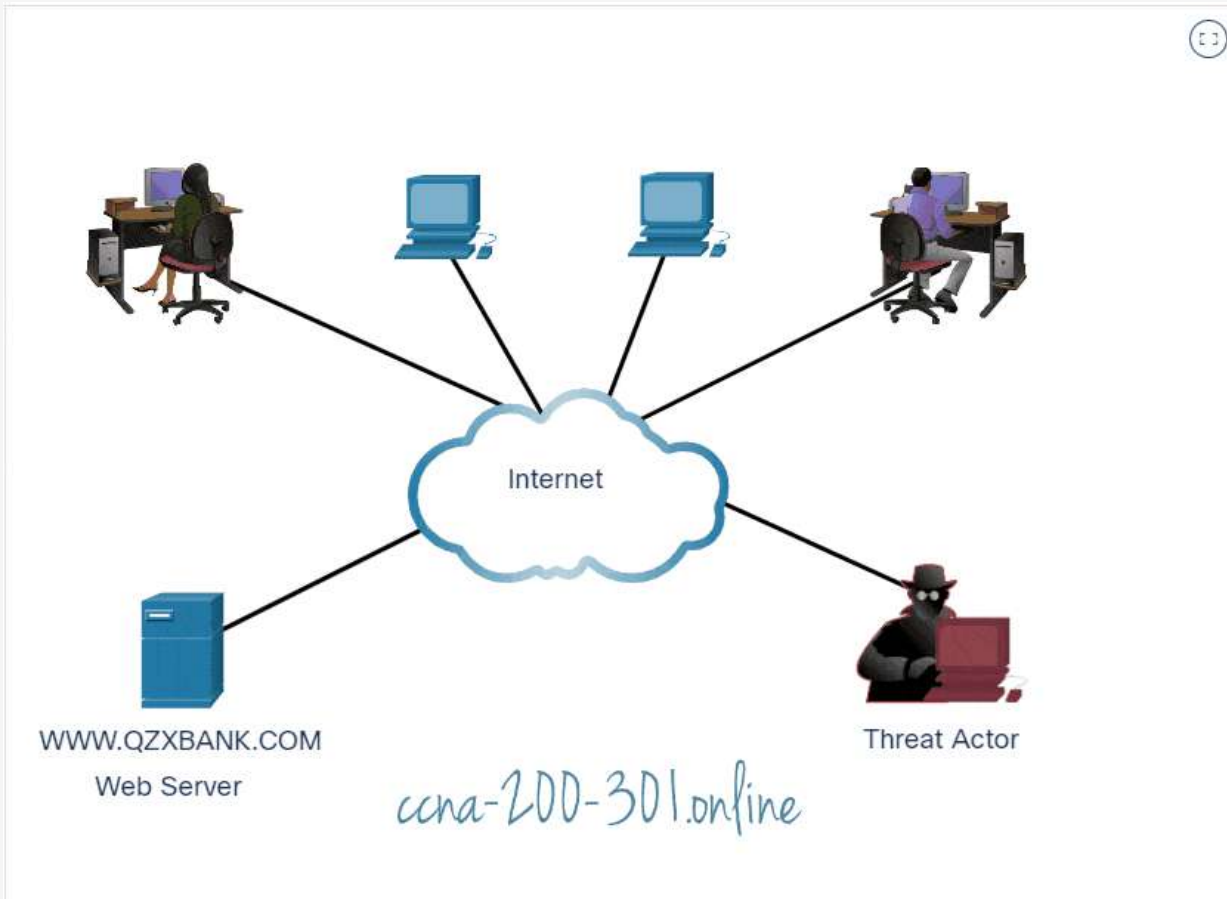 Internet
WWW.QZXBANK.COM
Web Server
Threat Actor
ccna-200-301.online